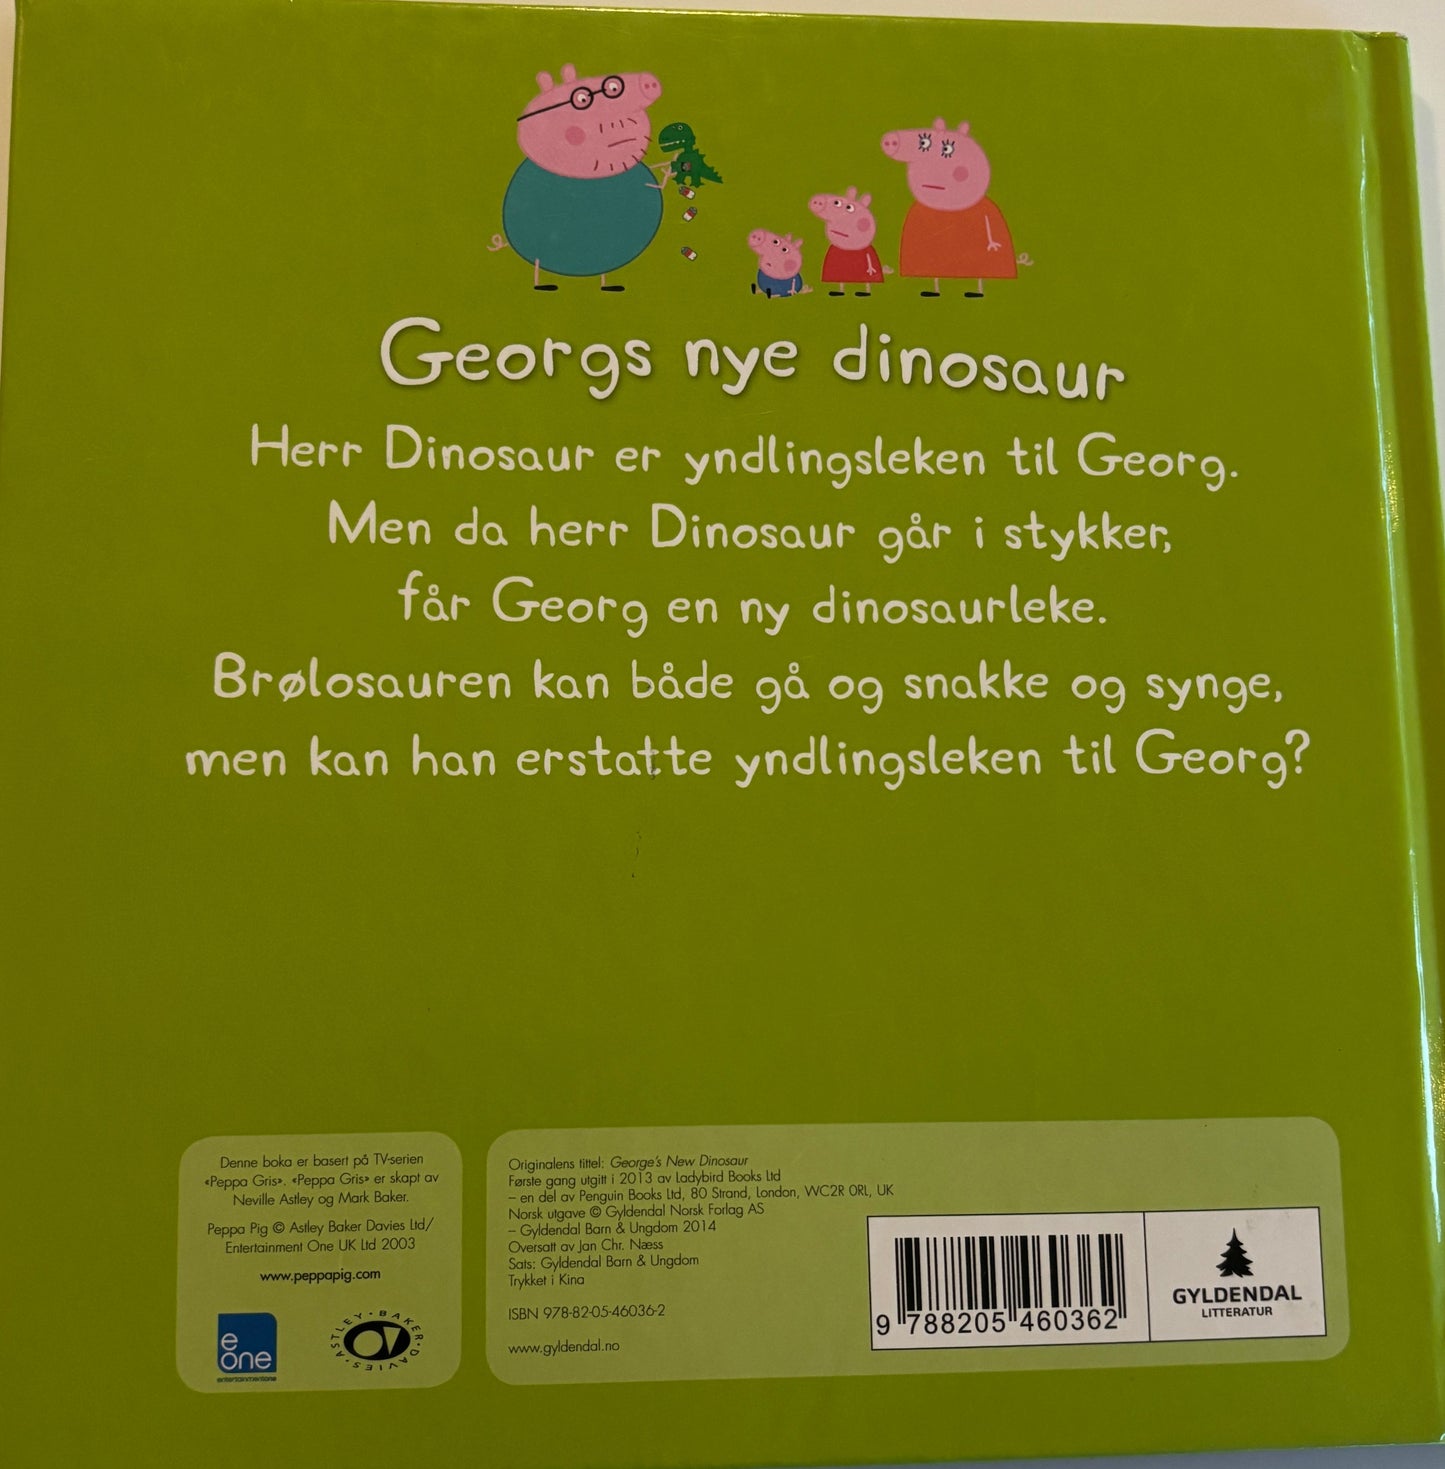 Georgs nye dinosaur
Herr Dinosaur er yndlingsleken til Georg.
Men da herr Dinosaur går i stykker,
får Georg en ny dinosaurleke.
Brølosauren kan både gå og snakke og synge,
men kan han erstatte yndlingsleken til Georg?
Denne boka er basert på TV-serien
«Peppa Gris». «Peppa Gris» er skapt av
Neville Astley og Mark Baker.
Peppa Pig © Astley Baker Davies Ltd/
Entertainment One UK Ltd 2003
www.peppapig.com
e
one
entertainmentone
ASTLEY · BAKER · DAVIES ·
Originalens tittel: George's New Dinosaur
Første gang utgitt i 2013 av Ladybird Books Ltd
– en del av Penguin Books Ltd, 80 Strand, London, WC2R 0RL, UK
Norsk utgave © Gyldendal Norsk Forlag AS
– Gyldendal Barn & Ungdom 2014
Oversatt av Jan Chr. Næss
Sats: Gyldendal Barn & Ungdom
Trykket i Kina
ISBN 978-82-05-46036-2
www.gyldendal.no
9 788205 460362
GYLDENDAL
LITTERATUR